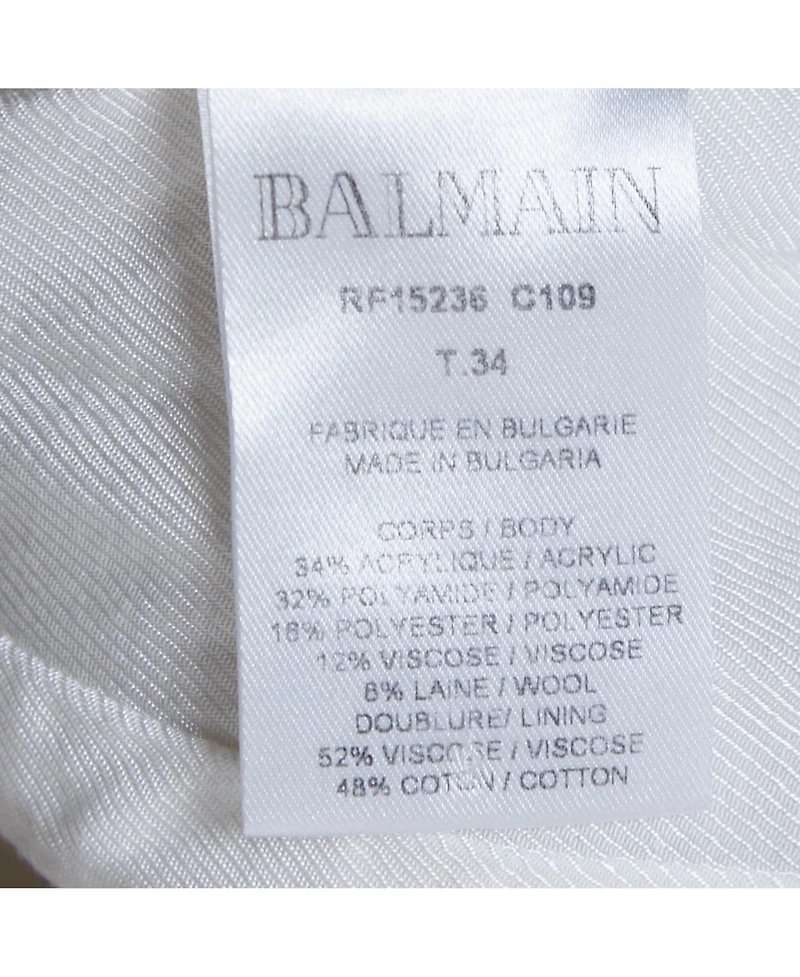 BALMAIN
RF15236 C109
T.34
FABRIQUE EN BULGARIE
MADE IN BULGARIA
CORPS / BODY
34% ACRYLIQUE / ACRYLIC
32% POLYAMIDE / POLYAMIDE
16% POLYESTER / POLYESTER
12% VISCOSE / VISCOSE
8% LAINE / WOOL
DOUBLURE/ LINING
52% VISCOSE / VISCOSE
48% COTON / COTTON